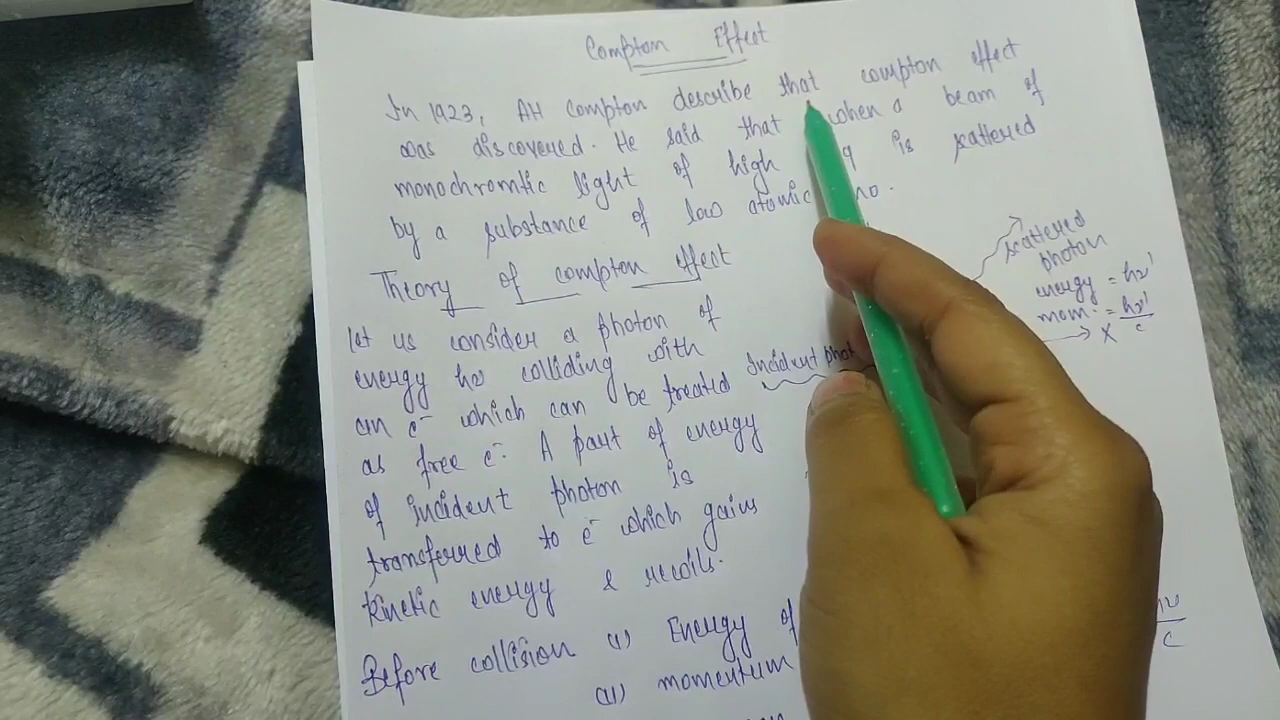 Compton Effect
In 1923, AH Compton describe that compton effect
was discovered. He said that when a beam of
monochromtic light of high is scattered
by a substance of low atomic no.
Theory of compton effect
let us consider a photon of
energy hν colliding with
an e⁻ which can be treated
as free e⁻. A part of energy
of incident photon is
transferred to e⁻ which gains
kinetic energy & recoils.
Before collision (i) Energy of
(ii) momentum
hν
c
Incident phot
scattered
photon
energy = hν'
mom. = hν'
c
x